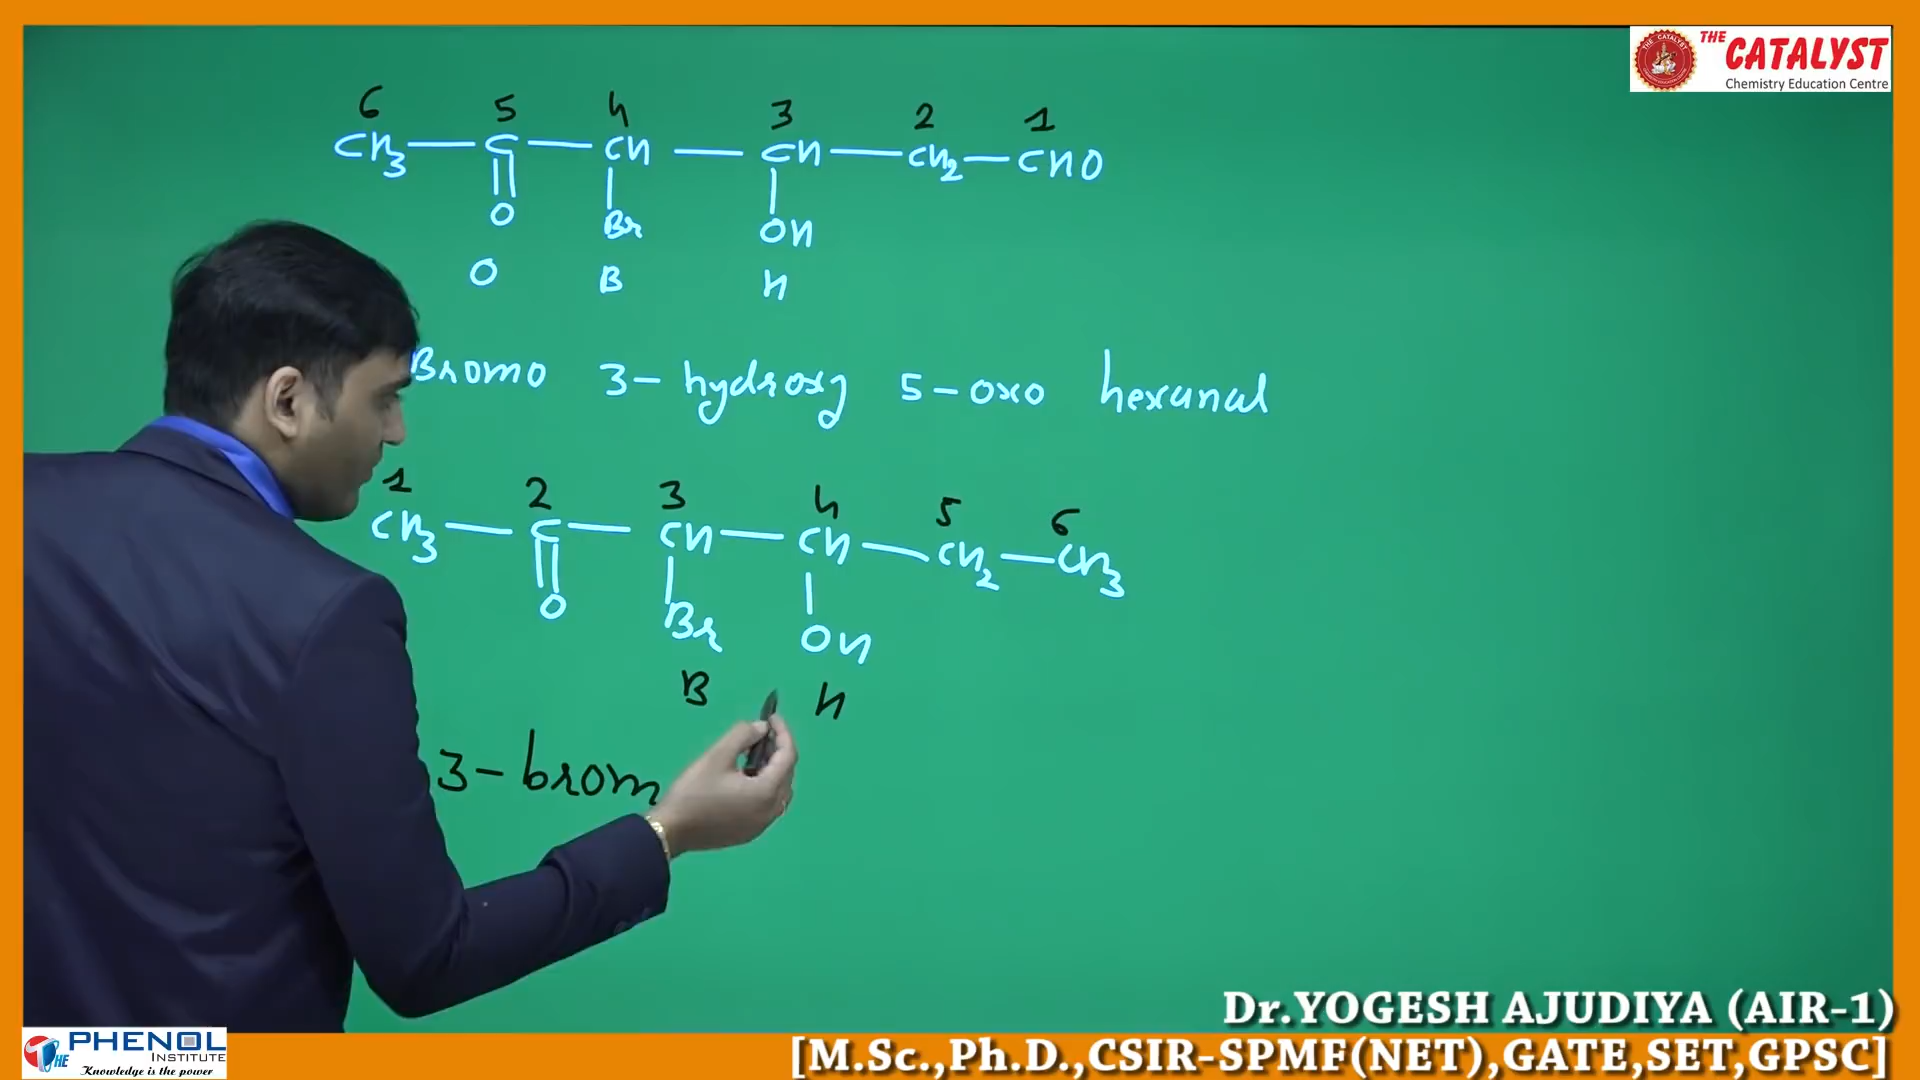 THE
CATALYST
Chemistry Education Centre
6 5 4 3 2 1
CH3—C—CH—CH—CH2—CHO
O Br OH
O B H
Bromo 3-hydroxy 5-oxo hexanal
1 2 3 4 5 6
CH3—C—CH—CH—CH2—CH3
O Br OH
B H
3-brom
Dr.YOGESH AJUDIYA (AIR-1)
[M.Sc.,Ph.D.,CSIR-SPMF(NET),GATE,SET,GPSC]
THE PHENOL
INSTITUTE
Knowledge is the power